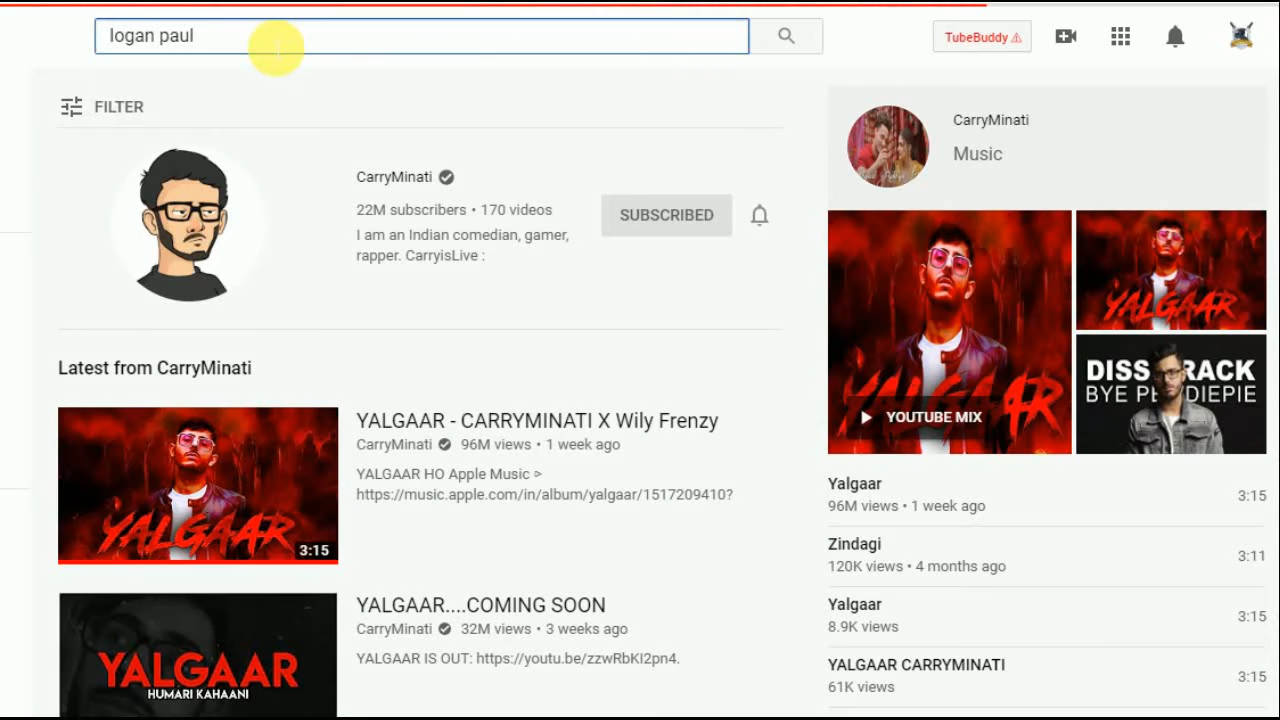 logan paul
TubeBuddy
FILTER
CarryMinati
22M subscribers • 170 videos
SUBSCRIBED
I am an Indian comedian, gamer,
rapper. CarryisLive :
Latest from CarryMinati
YALGAAR
3:15
YALGAAR - CARRYMINATI X Wily Frenzy
CarryMinati 96M views • 1 week ago
YALGAAR HO Apple Music >
https://music.apple.com/in/album/yalgaar/1517209410?
YALGAAR
HUMARI KAHAANI
YALGAAR....COMING SOON
CarryMinati 32M views • 3 weeks ago
YALGAAR IS OUT: https://youtu.be/zzwRbKI2pn4.
CarryMinati
Music
YALGAAR
YOUTUBE MIX
YALGAAR
DISS
BYE
Yalgaar
96M views • 1 week ago
3:15
Zindagi
120K views • 4 months ago
3:11
Yalgaar
8.9K views
3:15
YALGAAR CARRYMINATI
61K views
3:15